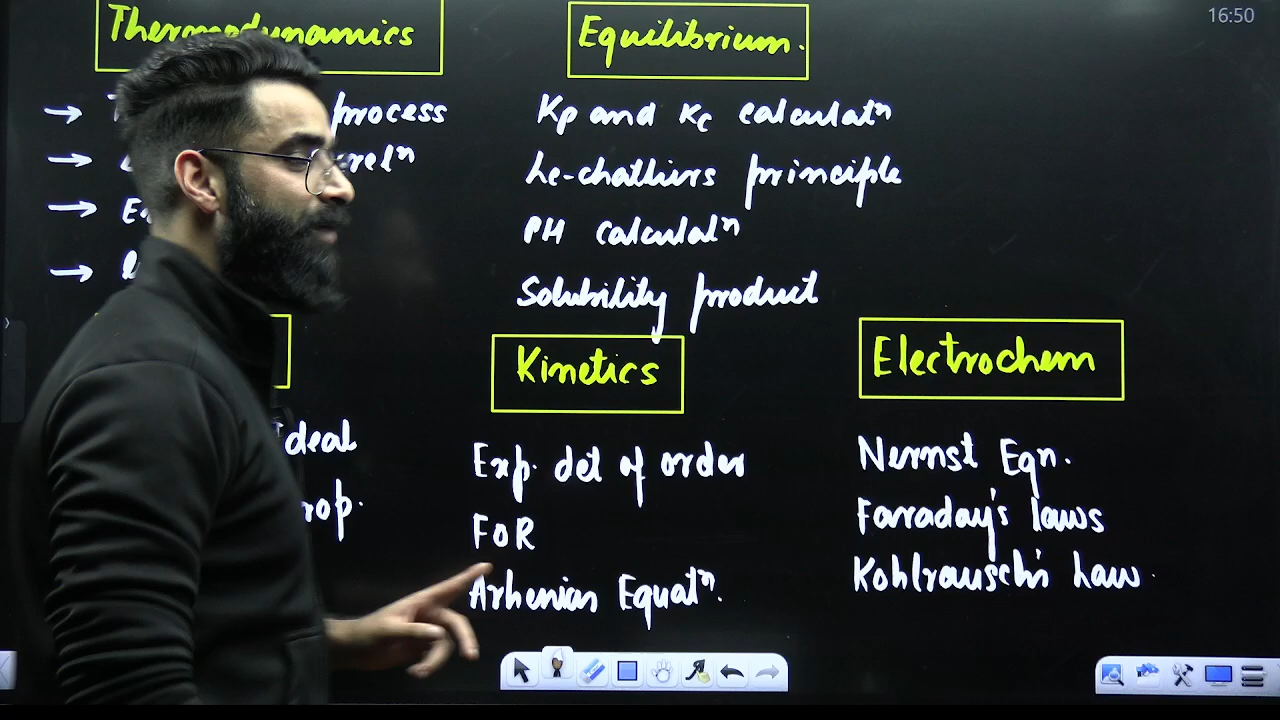 16:50
Thermodynamics
process
Equilibrium.
Kp and Kc calculatⁿ
Le-chatliers principle
PH calculatⁿ
Solubility product
deal
rop.
Kinetics
Exp. det of order
FOR
Arhenius Equatⁿ.
Electrochem
Nernst Eqn.
Farraday's laws
Kohlrausch's Law.